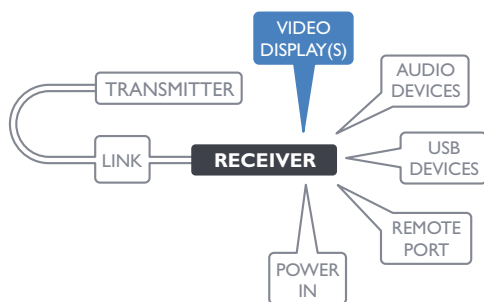 VIDEO
DISPLAY(S)
AUDIO
DEVICES
TRANSMITTER
LINK
RECEIVER
USB
DEVICES
REMOTE
PORT
POWER
IN